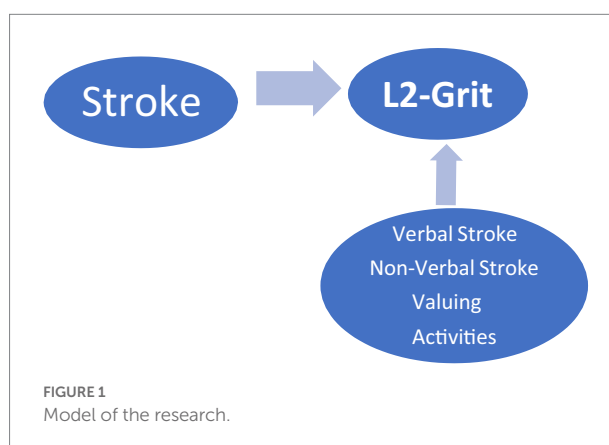 Stroke
L2-Grit
Verbal Stroke
Non-Verbal Stroke
Valuing
Activities
FIGURE 1
Model of the research.